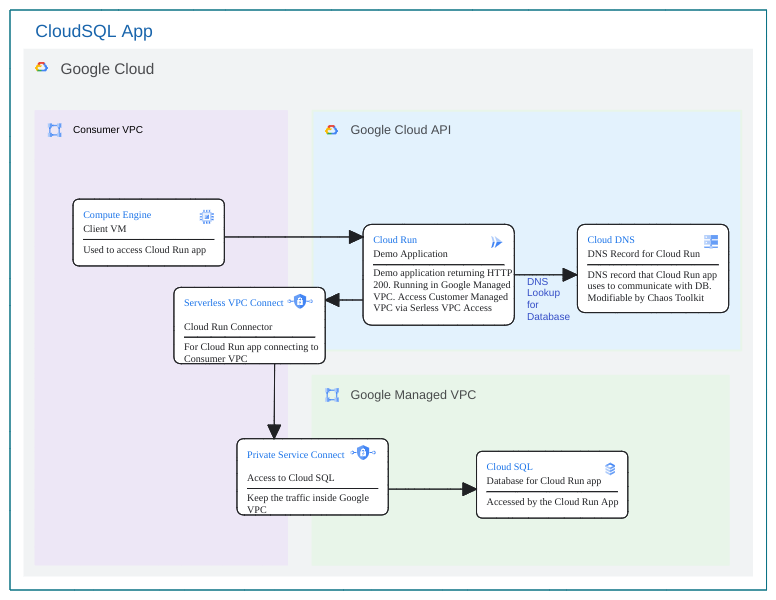 CloudSQL App
Google Cloud
Consumer VPC
Google Cloud API
Compute Engine
Client VM
Used to access Cloud Run app
Cloud Run
Demo Application
Demo application returning HTTP
200. Running in Google Managed
VPC. Access Customer Managed
VPC via Serless VPC Access
DNS
Lookup
for
Database
Cloud DNS
DNS Record for Cloud Run
DNS record that Cloud Run app
uses to communicate with DB.
Modifiable by Chaos Toolkit
Serverless VPC Connect
Cloud Run Connector
For Cloud Run app connecting to
Consumer VPC
Google Managed VPC
Private Service Connect
Access to Cloud SQL
Keep the traffic inside Google
VPC
Cloud SQL
Database for Cloud Run app
Accessed by the Cloud Run App